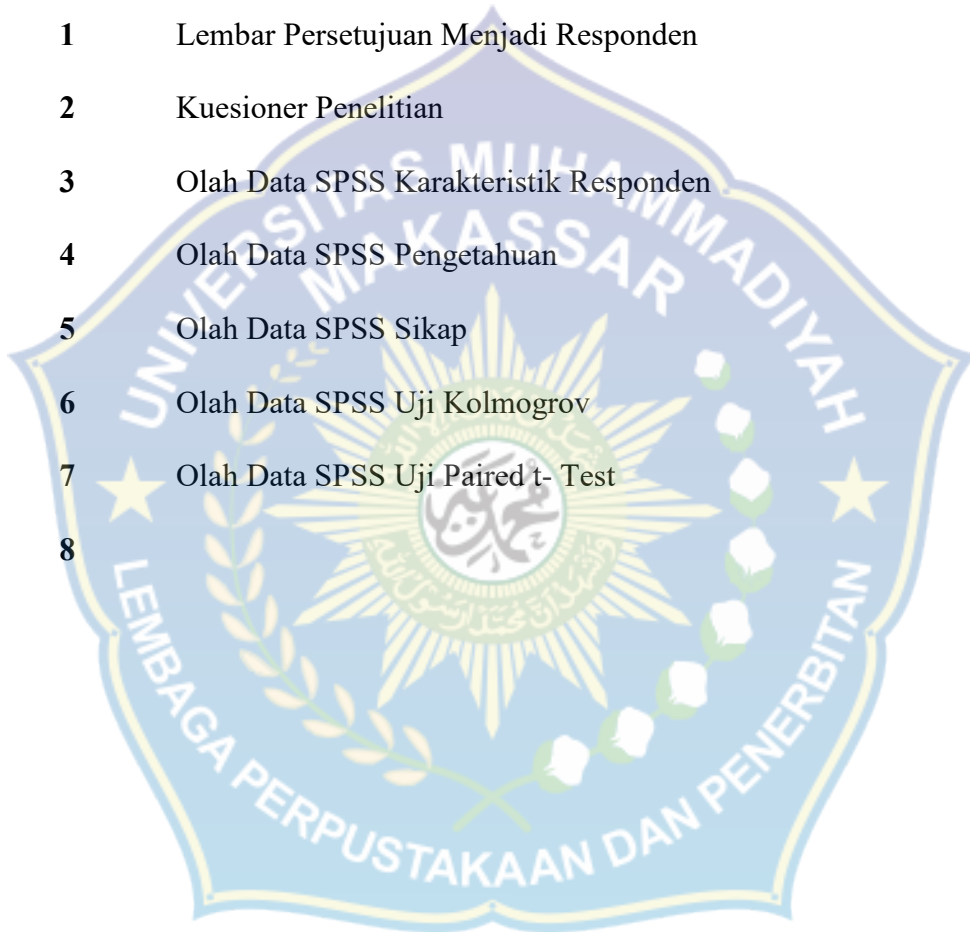 1 Lembar Persetujuan Menjadi Responden
2 Kuesioner Penelitian
3 Olah Data SPSS Karakteristik Responden
4 Olah Data SPSS Pengetahuan
5 Olah Data SPSS Sikap
6 Olah Data SPSS Uji Kolmogrov
7 Olah Data SPSS Uji Paired t- Test
8
UNIVERSITAS MUHAMMADIYAH
MAKASSAR
LEMBAGA PERPUSTAKAAN DAN PENERBITAN